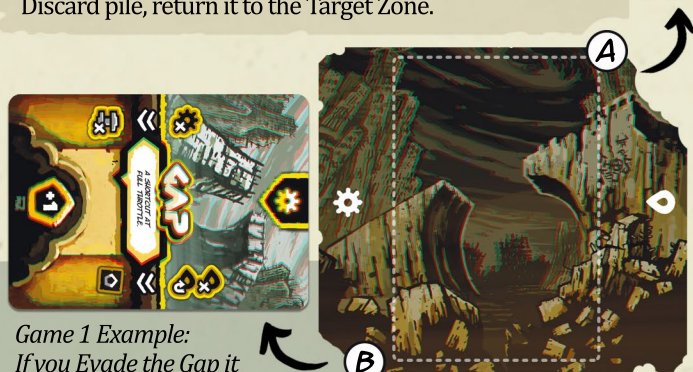 Discard pile, return it to the Target Zone.
A
GAP
A SHORTCUT AT
FULL THROTTLE.
+1
B
Game 1 Example:
If you Evade the Gap it